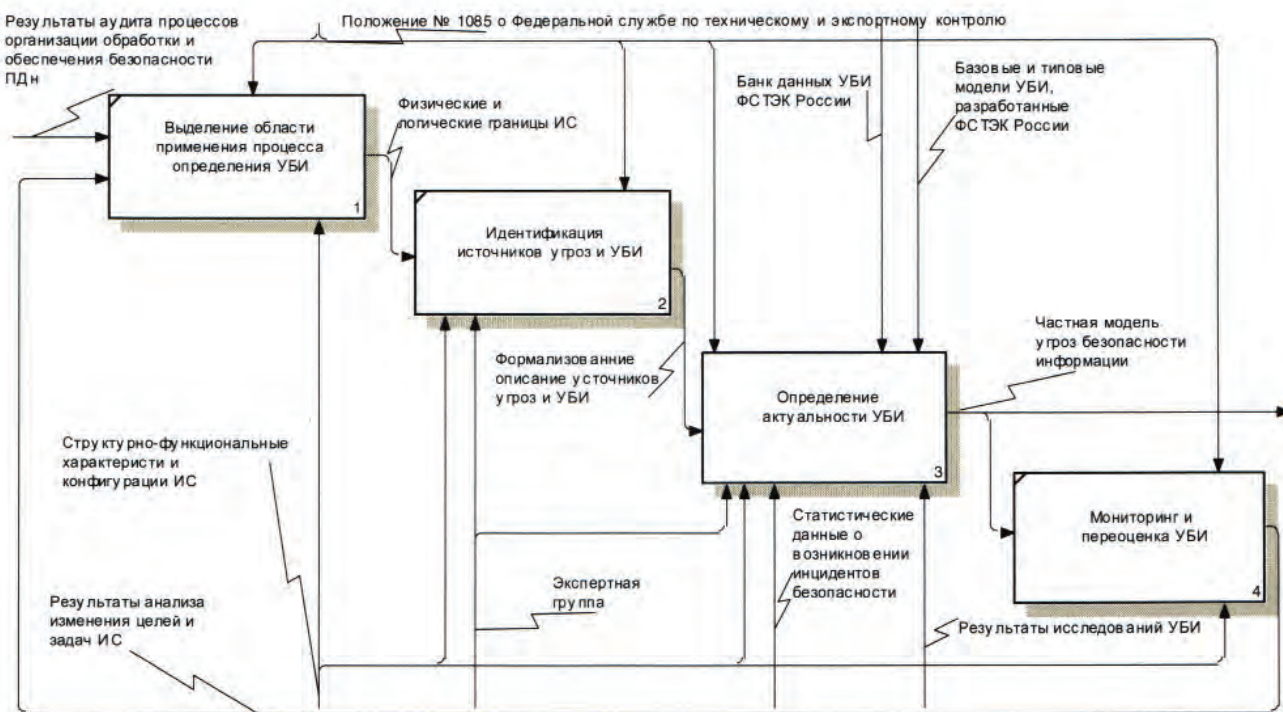 Результаты аудита процессов
организации обработки и
обеспечения безопасности
ПДн
Положение № 1085 о Федеральной службе по техническому и экспортному контролю
Выделение области
применения процесса
определения УБИ
1
Физические и
логические границы ИС
Банк данных УБИ
ФСТЭК России
Базовые и типовые
модели УБИ,
разработанные
ФСТЭК России
Идентификация
источников угроз и УБИ
2
Формализованние
описание усточников
угроз и УБИ
Частная модель
угроз безопасности
информации
Определение
актуальности УБИ
3
Структурно-функциональные
характеристи и
конфигурации ИС
Статистические
данные о
возникновении
инцидентов
безопасности
Мониторинг и
переоценка УБИ
4
Экспертная
группа
Результаты анализа
изменения целей и
задач ИС
Результаты исследований УБИ